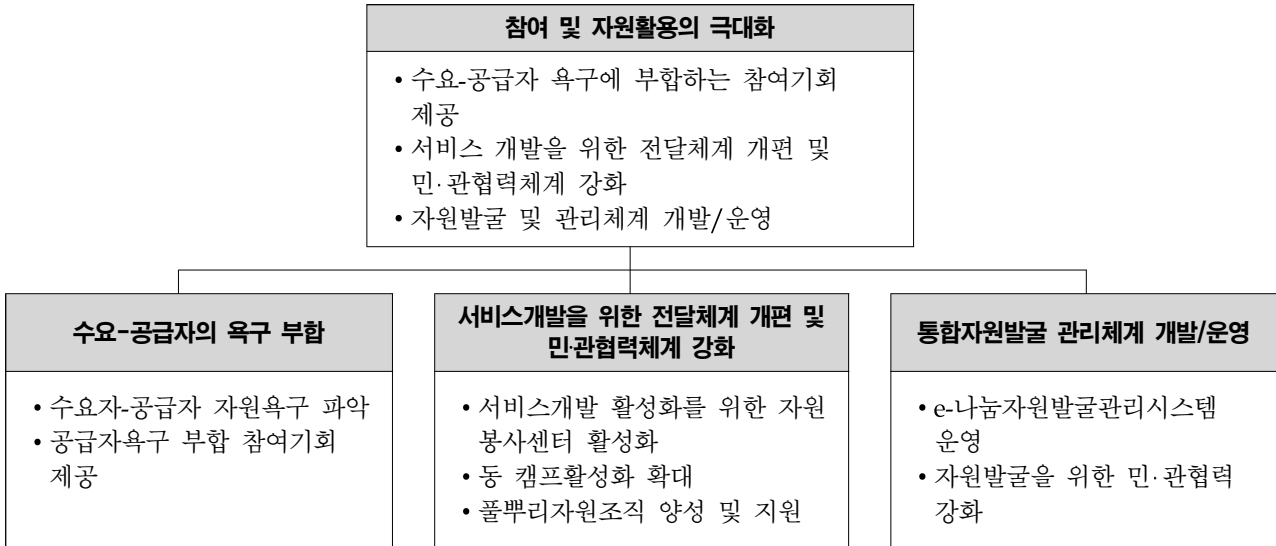 참여 및 자원활용의 극대화
• 수요-공급자 욕구에 부합하는 참여기회
제공
• 서비스 개발을 위한 전달체계 개편 및
민·관협력체계 강화
• 자원발굴 및 관리체계 개발/운영
수요-공급자의 욕구 부합
• 수요자-공급자 자원욕구 파악
• 공급자욕구 부합 참여기회
제공
서비스개발을 위한 전달체계 개편 및
민·관협력체계 강화
• 서비스개발 활성화를 위한 자원
봉사센터 활성화
• 동 캠프활성화 확대
• 풀뿌리자원조직 양성 및 지원
통합자원발굴 관리체계 개발/운영
• e-나눔자원발굴관리시스템
운영
• 자원발굴을 위한 민·관협력
강화